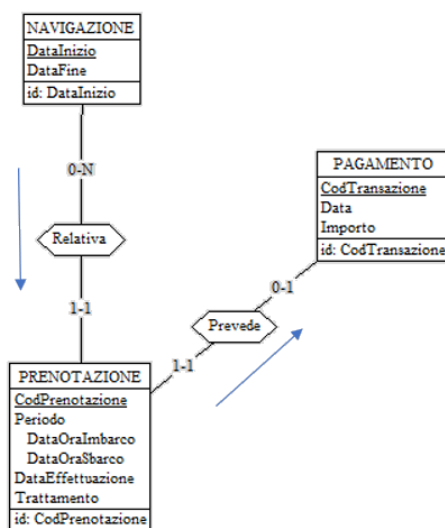 NAVIGAZIONE
DataInizio
DataFine
id: DataInizio
0-N
Relativa
1-1
PAGAMENTO
CodTransazione
Data
Importo
id: CodTransazione
0-1
Prevede
1-1
PRENOTAZIONE
CodPrenotazione
Periodo
DataOraImbarco
DataOraSbarco
DataEffettuazione
Trattamento
id: CodPrenotazione